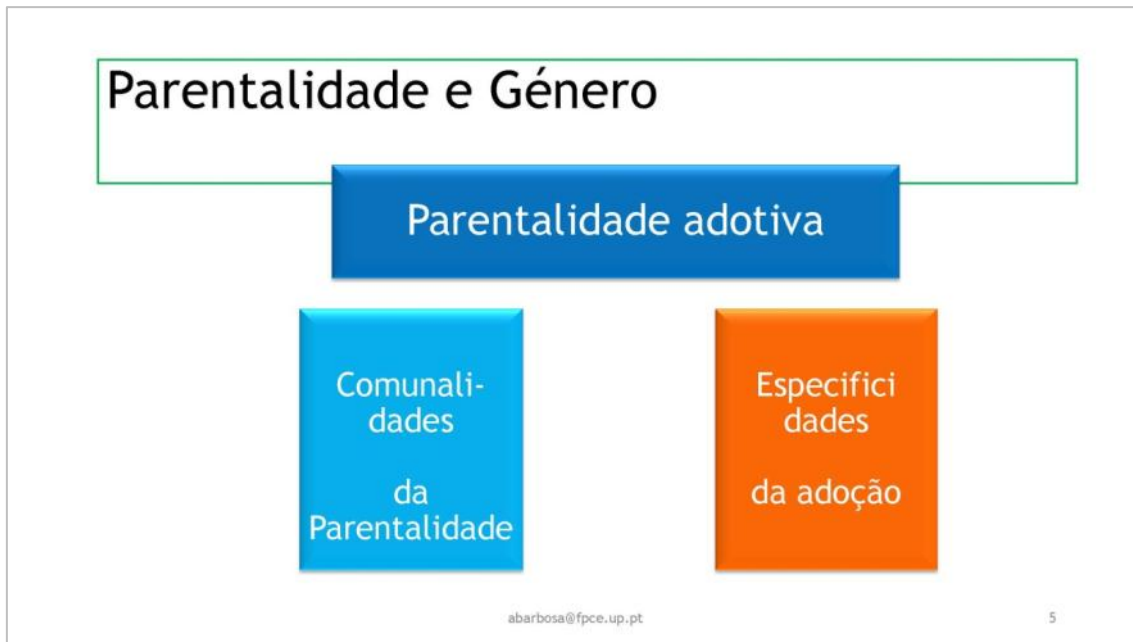 Parentalidade e Género
Parentalidade adotiva
Comunali-
dades
da
Parentalidade
Especifici
dades
da adoção
abarbosa@fpce.up.pt
5